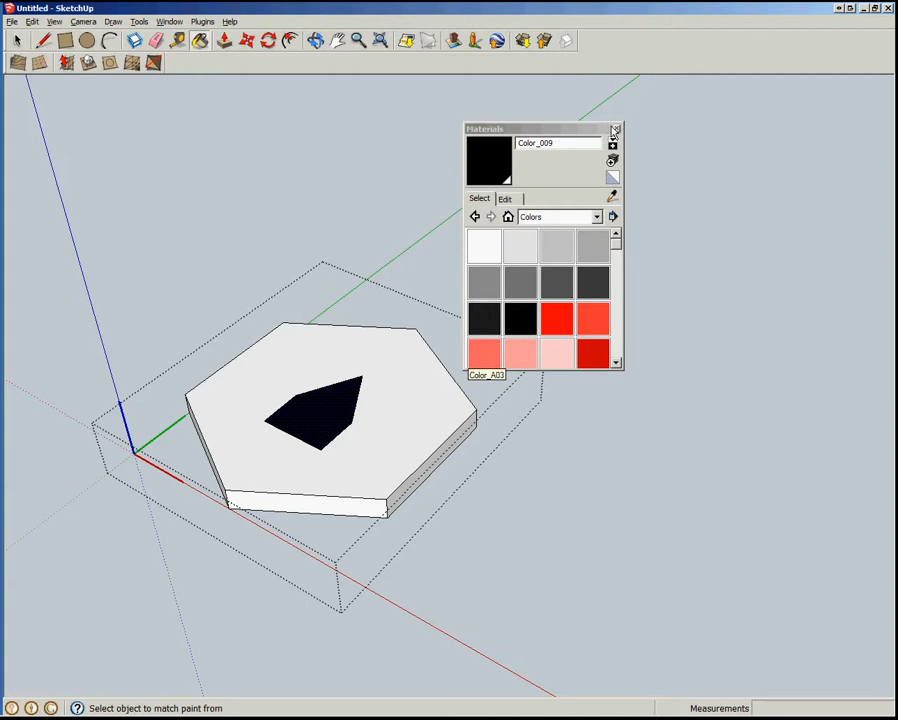 Untitled - SketchUp
File Edit View Camera Draw Tools Window Plugins Help
Materials
Color_009
Select Edit
Colors
Color_A03
Select object to match paint from
Measurements